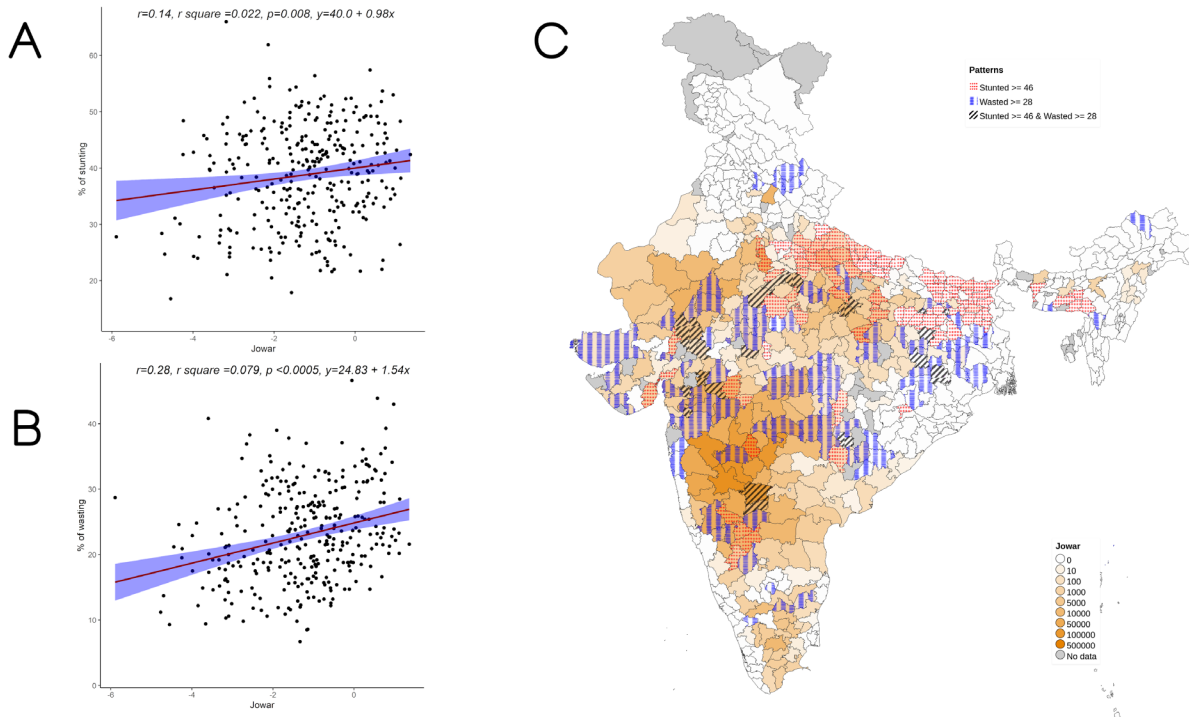 A
r=0.14, r square =0.022, p=0.008, y=40.0 + 0.98x
% of stunting
60
50
40
30
20
-6
-4
-2
0
Jowar
B
r=0.28, r square =0.079, p <0.0005, y=24.83 + 1.54x
% of wasting
40
30
20
10
0
-6
-4
-2
0
Jowar
C
Patterns
Stunted >= 46
Wasted >= 28
Stunted >= 46 & Wasted >= 28
Jowar
0
10
100
1000
5000
10000
50000
100000
500000
No data